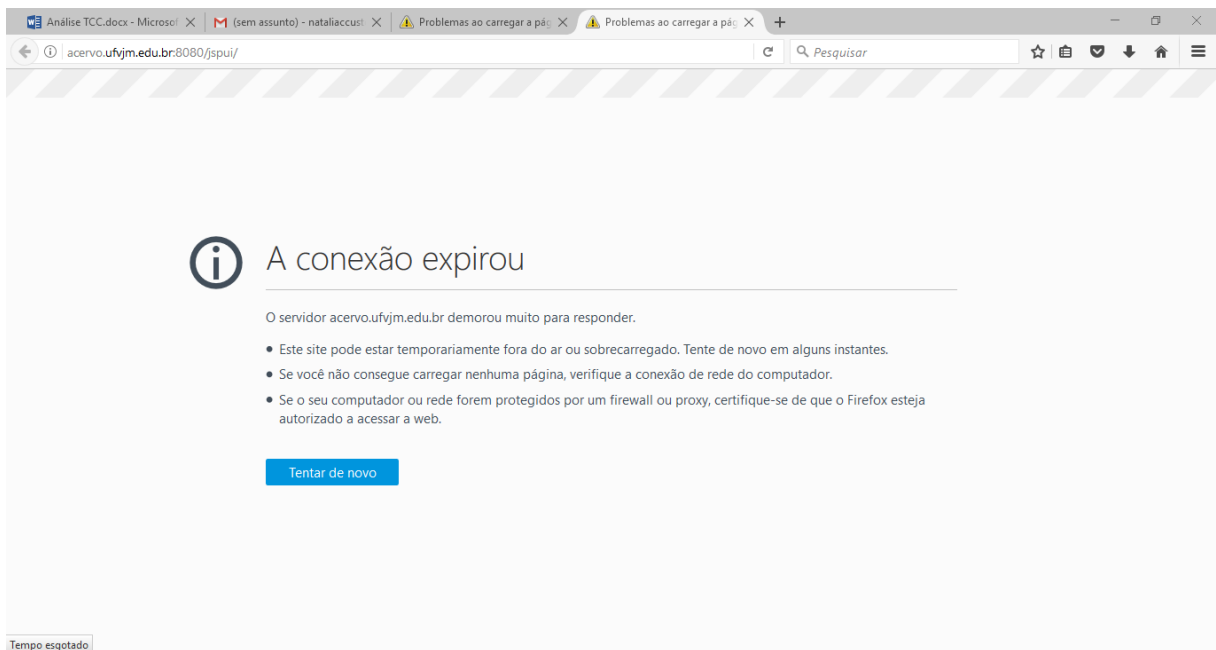 Análise TCC.docx - Microsof
(sem assunto) - nataliaccust
Problemas ao carregar a pág
Problemas ao carregar a pág
acervo.ufvjm.edu.br:8080/jspui/
Pesquisar
A conexão expirou
O servidor acervo.ufvjm.edu.br demorou muito para responder.
Este site pode estar temporariamente fora do ar ou sobrecarregado. Tente de novo em alguns instantes.
Se você não consegue carregar nenhuma página, verifique a conexão de rede do computador.
Se o seu computador ou rede forem protegidos por um firewall ou proxy, certifique-se de que o Firefox esteja
autorizado a acessar a web.
Tentar de novo
Tempo esgotado